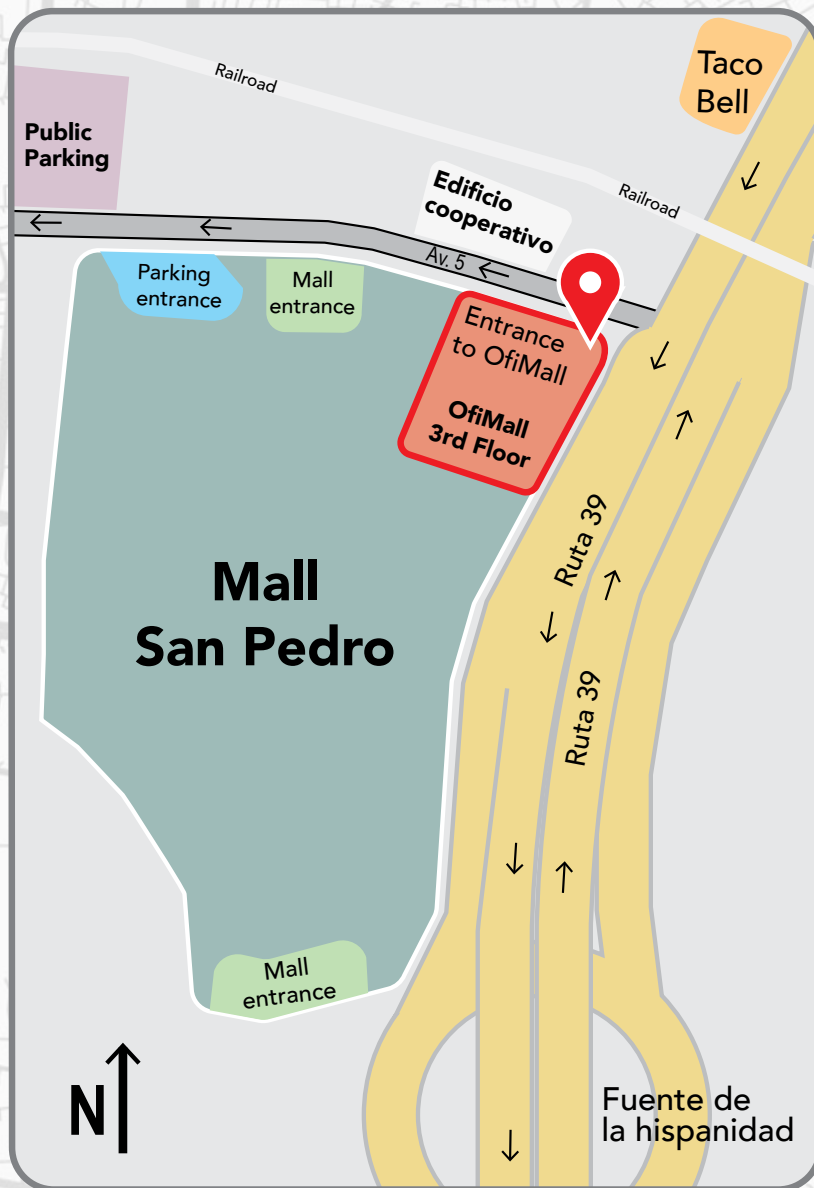 Taco
Bell
Railroad
Public
Parking
Railroad
Edificio
cooperativo
Av. 5
Parking
entrance
Mall
entrance
Entrance
to OfiMall
OfiMall
3rd Floor
Ruta 39
Mall
San Pedro
Ruta 39
Mall
entrance
N
Fuente de
la hispanidad